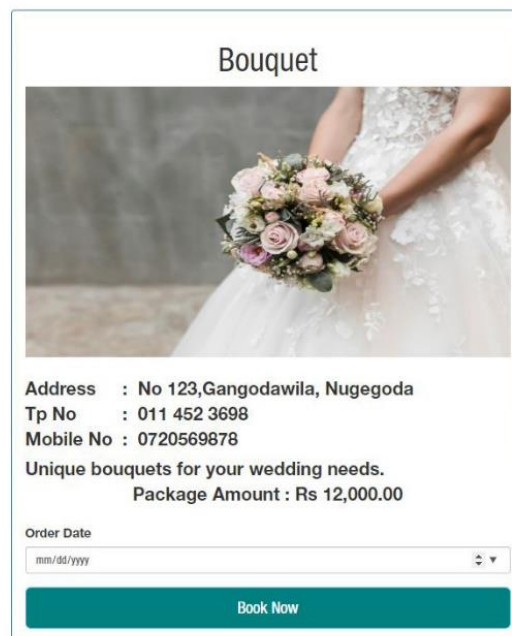 Bouquet
Address : No 123,Gangodawila, Nugegoda
Tp No : 011 452 3698
Mobile No : 0720569878
Unique bouquets for your wedding needs.
Package Amount : Rs 12,000.00
Order Date
mm/dd/yyyy
Book Now